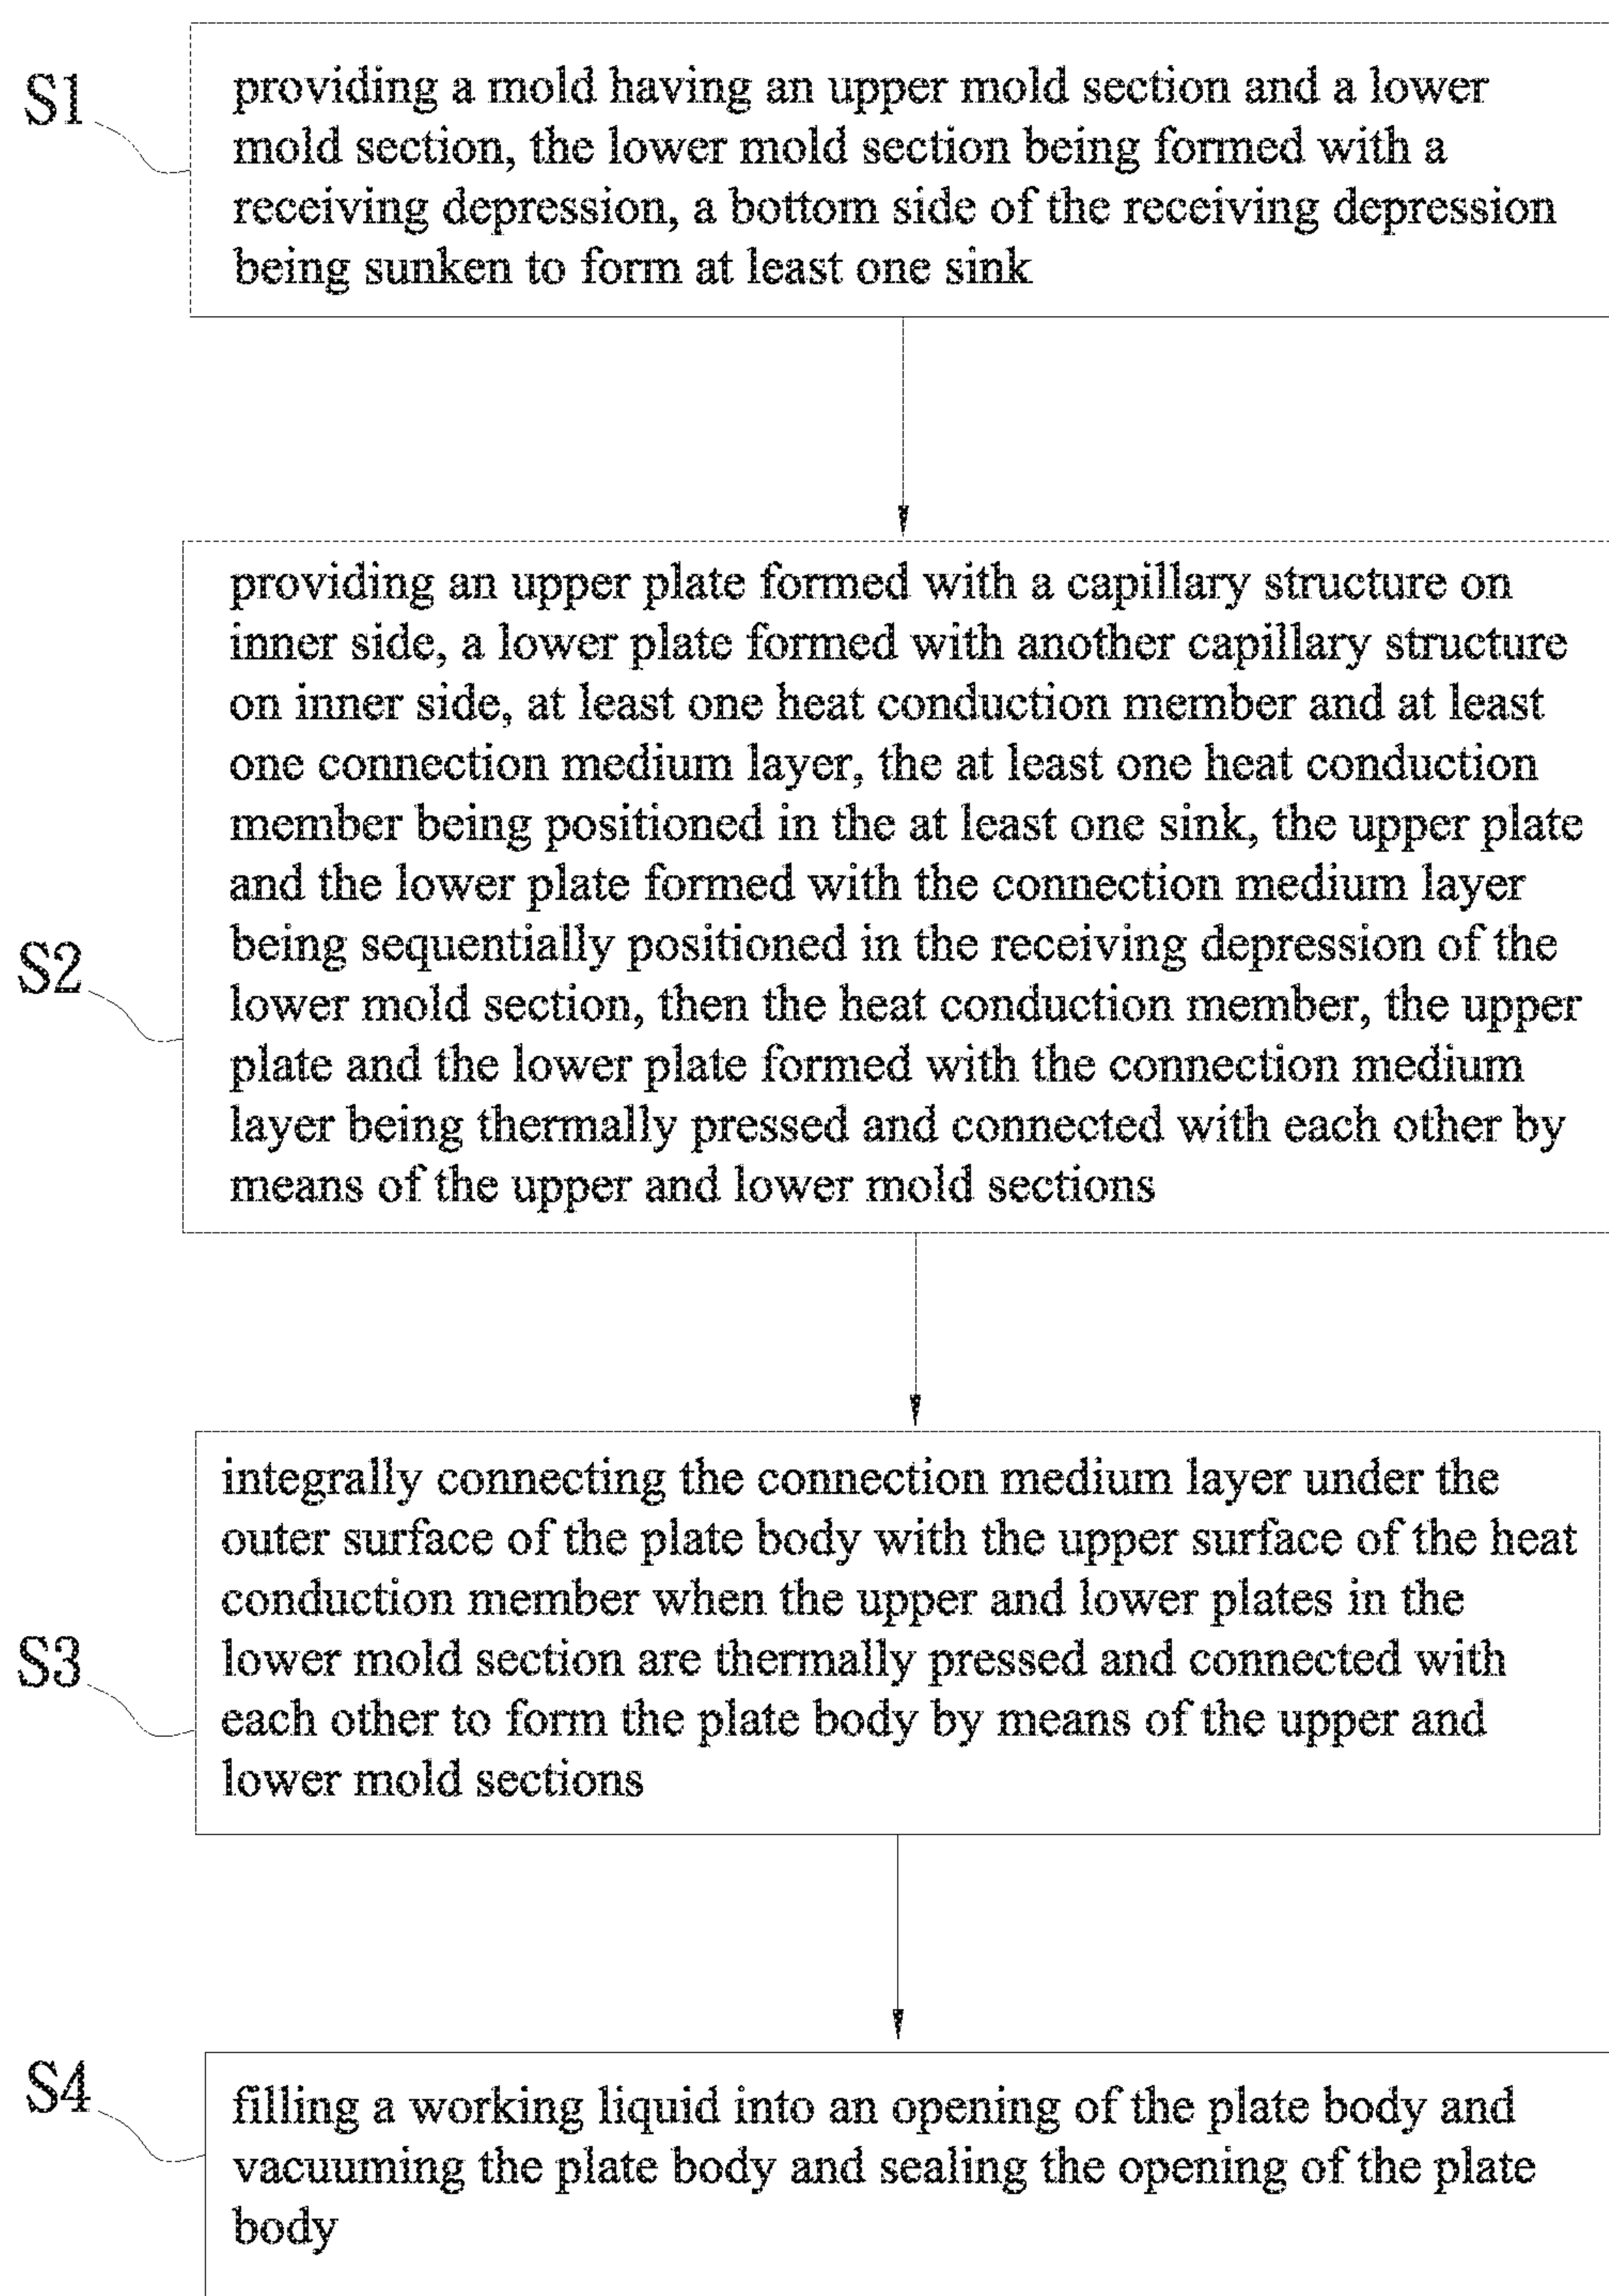 S1
providing a mold having an upper mold section and a lower
mold section, the lower mold section being formed with a
receiving depression, a bottom side of the receiving depression
being sunken to form at least one sink
S2
providing an upper plate formed with a capillary structure on
inner side, a lower plate formed with another capillary structure
on inner side, at least one heat conduction member and at least
one connection medium layer, the at least one heat conduction
member being positioned in the at least one sink, the upper plate
and the lower plate formed with the connection medium layer
being sequentially positioned in the receiving depression of the
lower mold section, then the heat conduction member, the upper
plate and the lower plate formed with the connection medium
layer being thermally pressed and connected with each other by
means of the upper and lower mold sections
S3
integrally connecting the connection medium layer under the
outer surface of the plate body with the upper surface of the heat
conduction member when the upper and lower plates in the
lower mold section are thermally pressed and connected with
each other to form the plate body by means of the upper and
lower mold sections
S4
filling a working liquid into an opening of the plate body and
vacuuming the plate body and sealing the opening of the plate
body